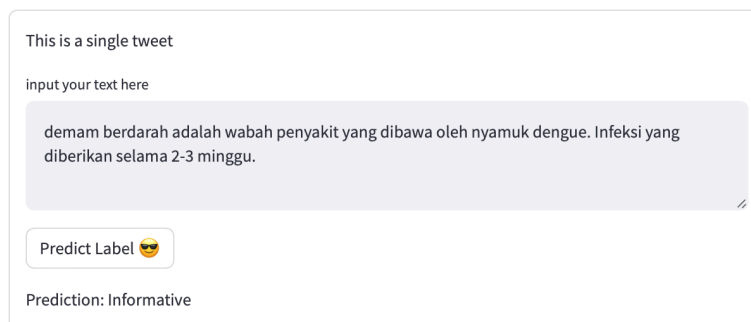 This is a single tweet
input your text here
demam berdarah adalah wabah penyakit yang dibawa oleh nyamuk dengue. Infeksi yang
diberikan selama 2-3 minggu.
Predict Label 😎
Prediction: Informative